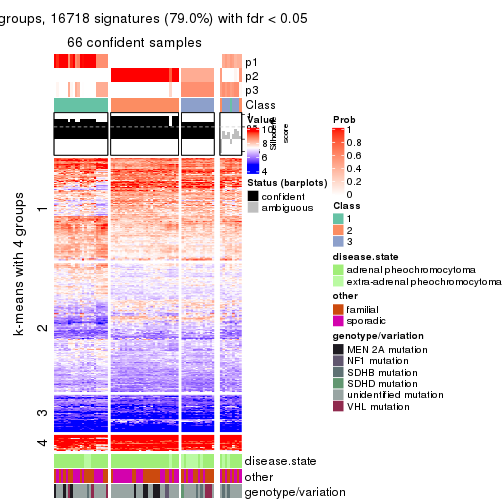 groups, 16718 signatures (79.0%) with fdr < 0.05
66 confident samples
p1
p2
p3
Class
k-means with 4 groups
1
2
3
4
disease.state
other
genotype/variation
Silhouette
score
Value
10
8
6
4
Status (barplots)
confident
ambiguous
Prob
1
0.8
0.6
0.4
0.2
0
Class
1
2
3
disease.state
adrenal pheochromocytoma
extra-adrenal pheochromocytoma
other
familial
sporadic
genotype/variation
MEN 2A mutation
NF1 mutation
SDHB mutation
SDHD mutation
unidentified mutation
VHL mutation